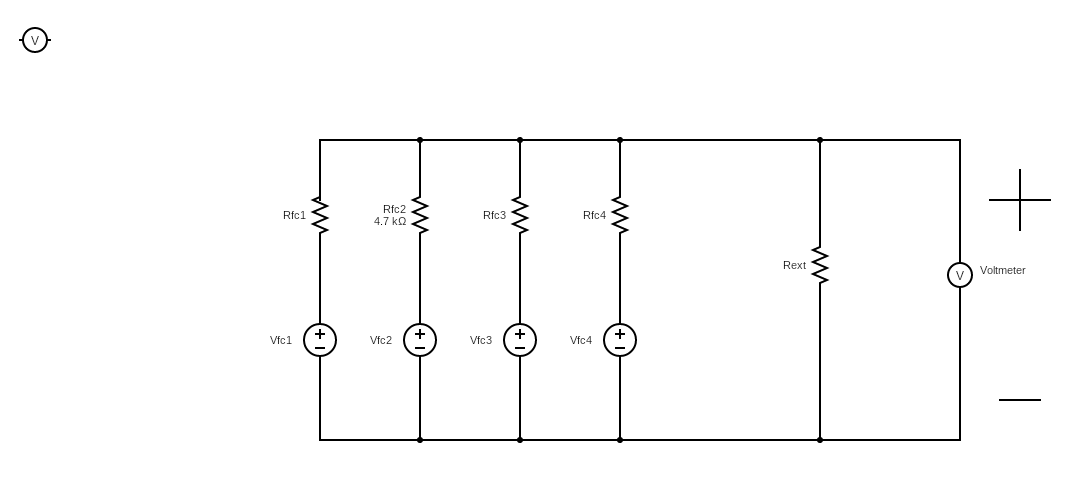 V
Rfc1
Rfc2
4.7 kΩ
Rfc3
Rfc4
Rext
V
Voltmeter
Vfc1
Vfc2
Vfc3
Vfc4